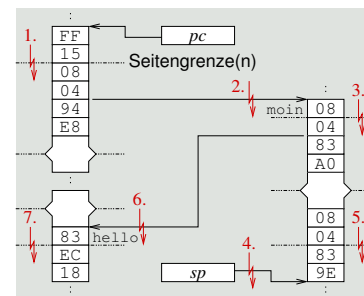 1.
FF
pc
15
Seitengrenze(n)
08
04
2.
3.
94
moin
08
E8
04
83
A0
6.
08
7.
04
5.
83
hello
83
EC
4.
18
sp
9E